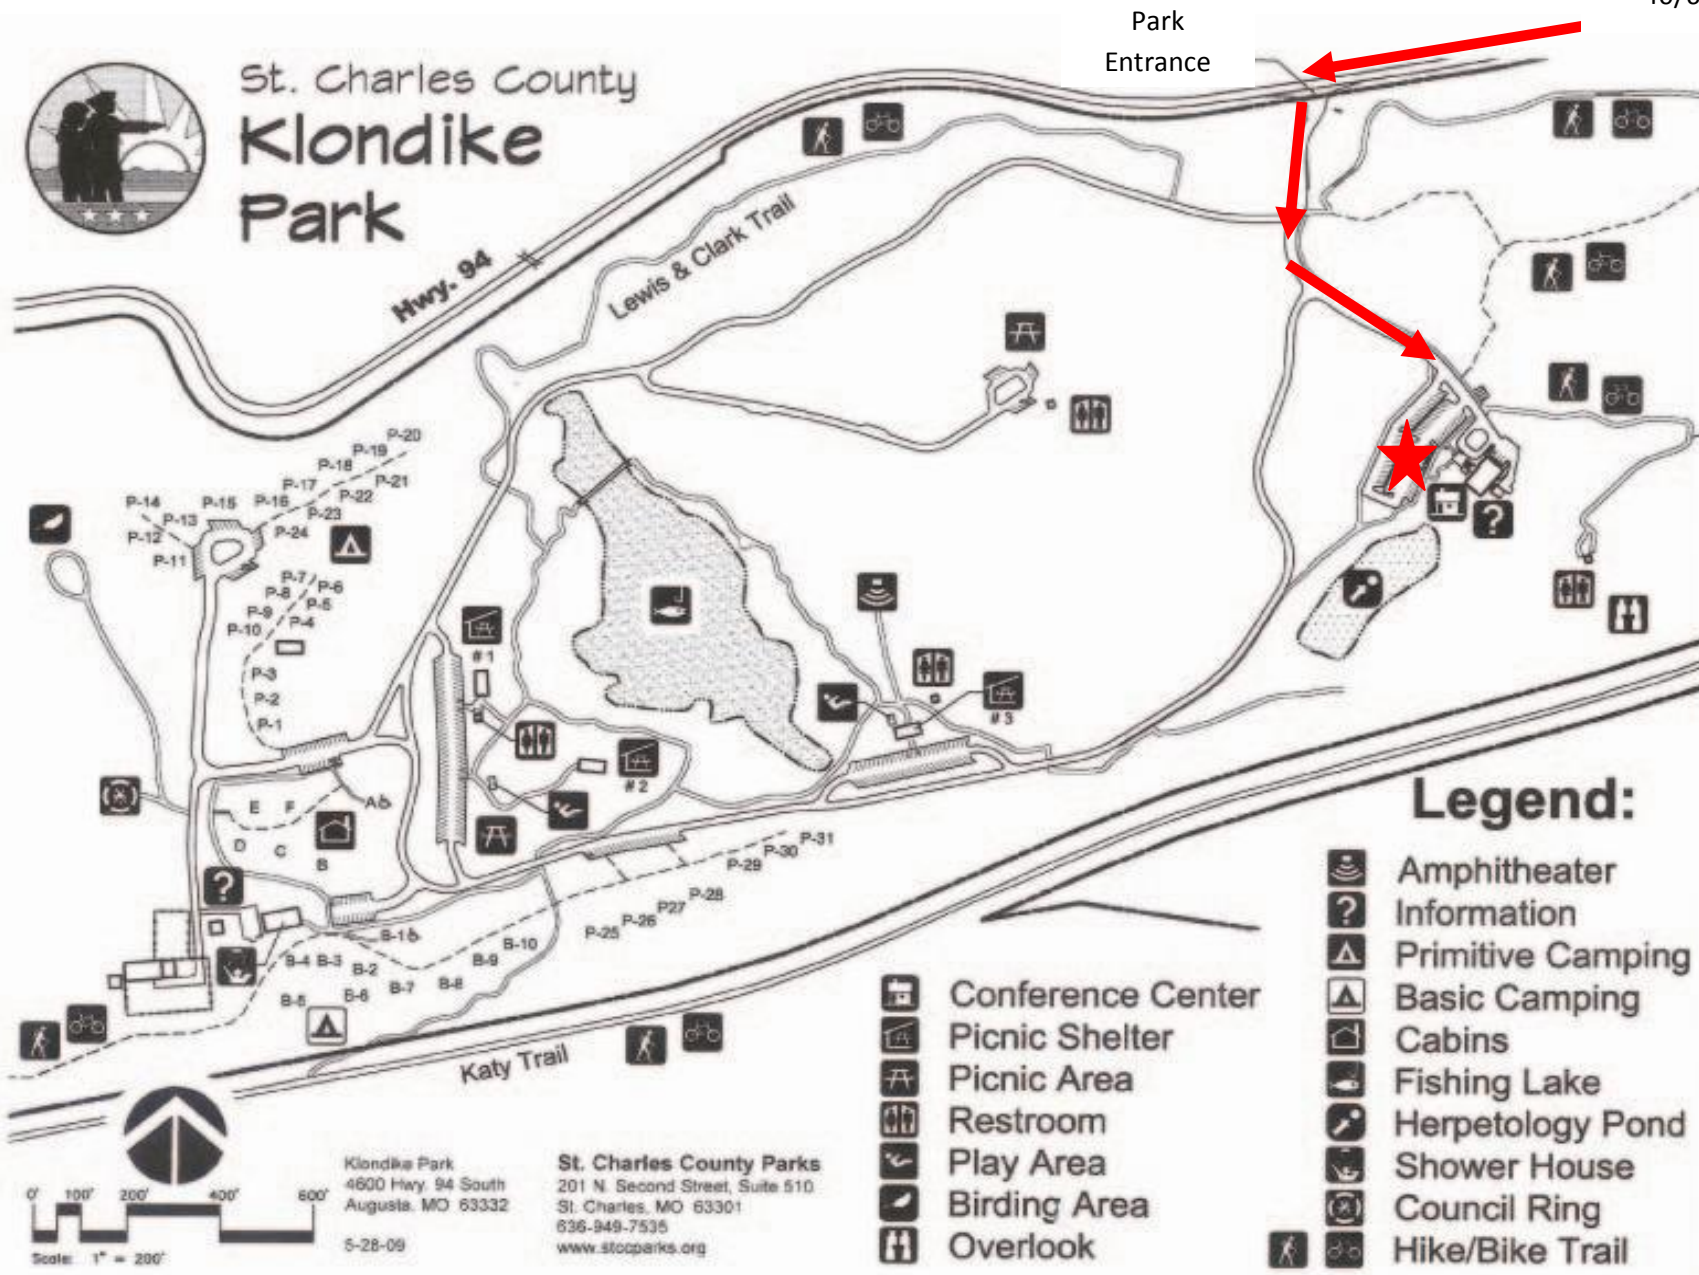 Park
Entrance
St. Charles County
Klondike
Park
Hwy. 94
Lewis & Clark Trail
P-20
P-19
P-18
P-21
P-17
P-22
P-14
P-15
P-16
P-13
P-23
P-12
P-24
P-11
P-7
P-6
P-8
P-5
P-9
P-4
P-10
P-3
P-2
P-1
#1
#2
#3
E
F
A
D
C
B
P-31
P-30
P-29
P-28
P27
P-26
P-25
B-1
B-10
B-4
B-3
B-2
B-9
B-7
B-8
B-5
B-6
Katy Trail
Legend:
Amphitheater
Information
Primitive Camping
Basic Camping
Cabins
Fishing Lake
Herpetology Pond
Shower House
Council Ring
Hike/Bike Trail
Conference Center
Picnic Shelter
Picnic Area
Restroom
Play Area
Birding Area
Overlook
0' 100' 200' 400' 600'
Scale: 1" = 200'
Klondike Park
4600 Hwy. 94 South
Augusta, MO 63332
5-28-09
St. Charles County Parks
201 N. Second Street, Suite 510
St. Charles, MO 63301
636-949-7535
www.stccparks.org